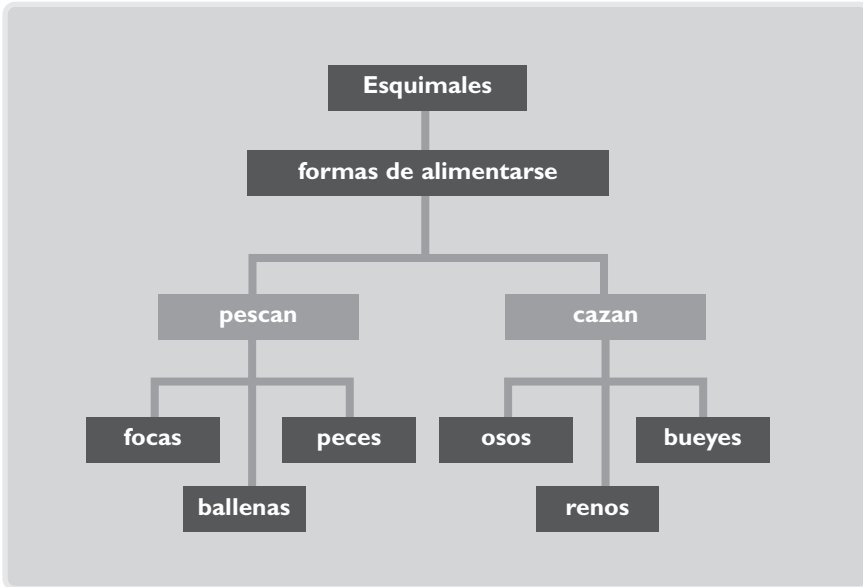 Esquimales
formas de alimentarse
pescan
cazan
focas
peces
osos
bueyes
ballenas
renos